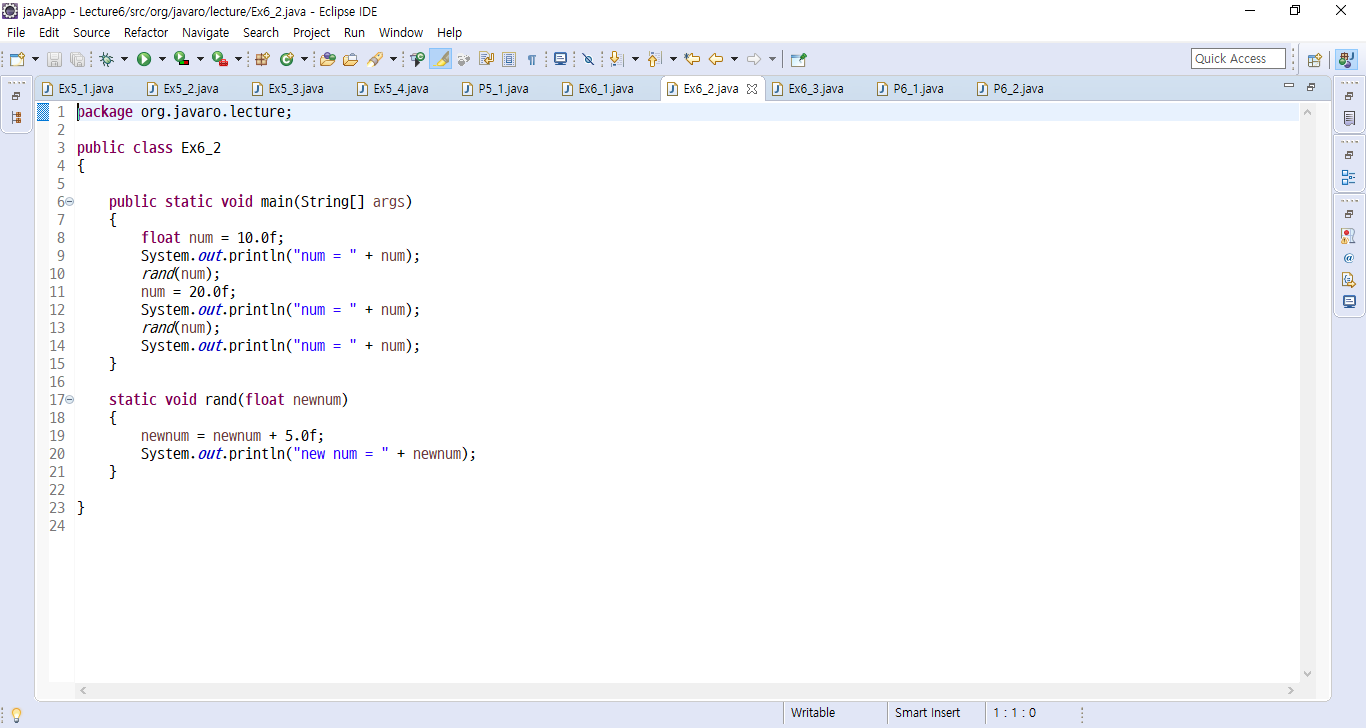 javaApp - Lecture6/src/org/javaro/lecture/Ex6_2.java - Eclipse IDE
File Edit Source Refactor Navigate Search Project Run Window Help
Quick Access
Ex5_1.java Ex5_2.java Ex5_3.java Ex5_4.java P5_1.java Ex6_1.java Ex6_2.java Ex6_3.java P6_1.java P6_2.java
1 package org.javaro.lecture;
2
3 public class Ex6_2
4 {
5
6 public static void main(String[] args)
7 {
8 float num = 10.0f;
9 System.out.println("num = " + num);
10 rand(num);
11 num = 20.0f;
12 System.out.println("num = " + num);
13 rand(num);
14 System.out.println("num = " + num);
15 }
16
17 static void rand(float newnum)
18 {
19 newnum = newnum + 5.0f;
20 System.out.println("new num = " + newnum);
21 }
22
23 }
24
Writable Smart Insert 1 : 1 : 0